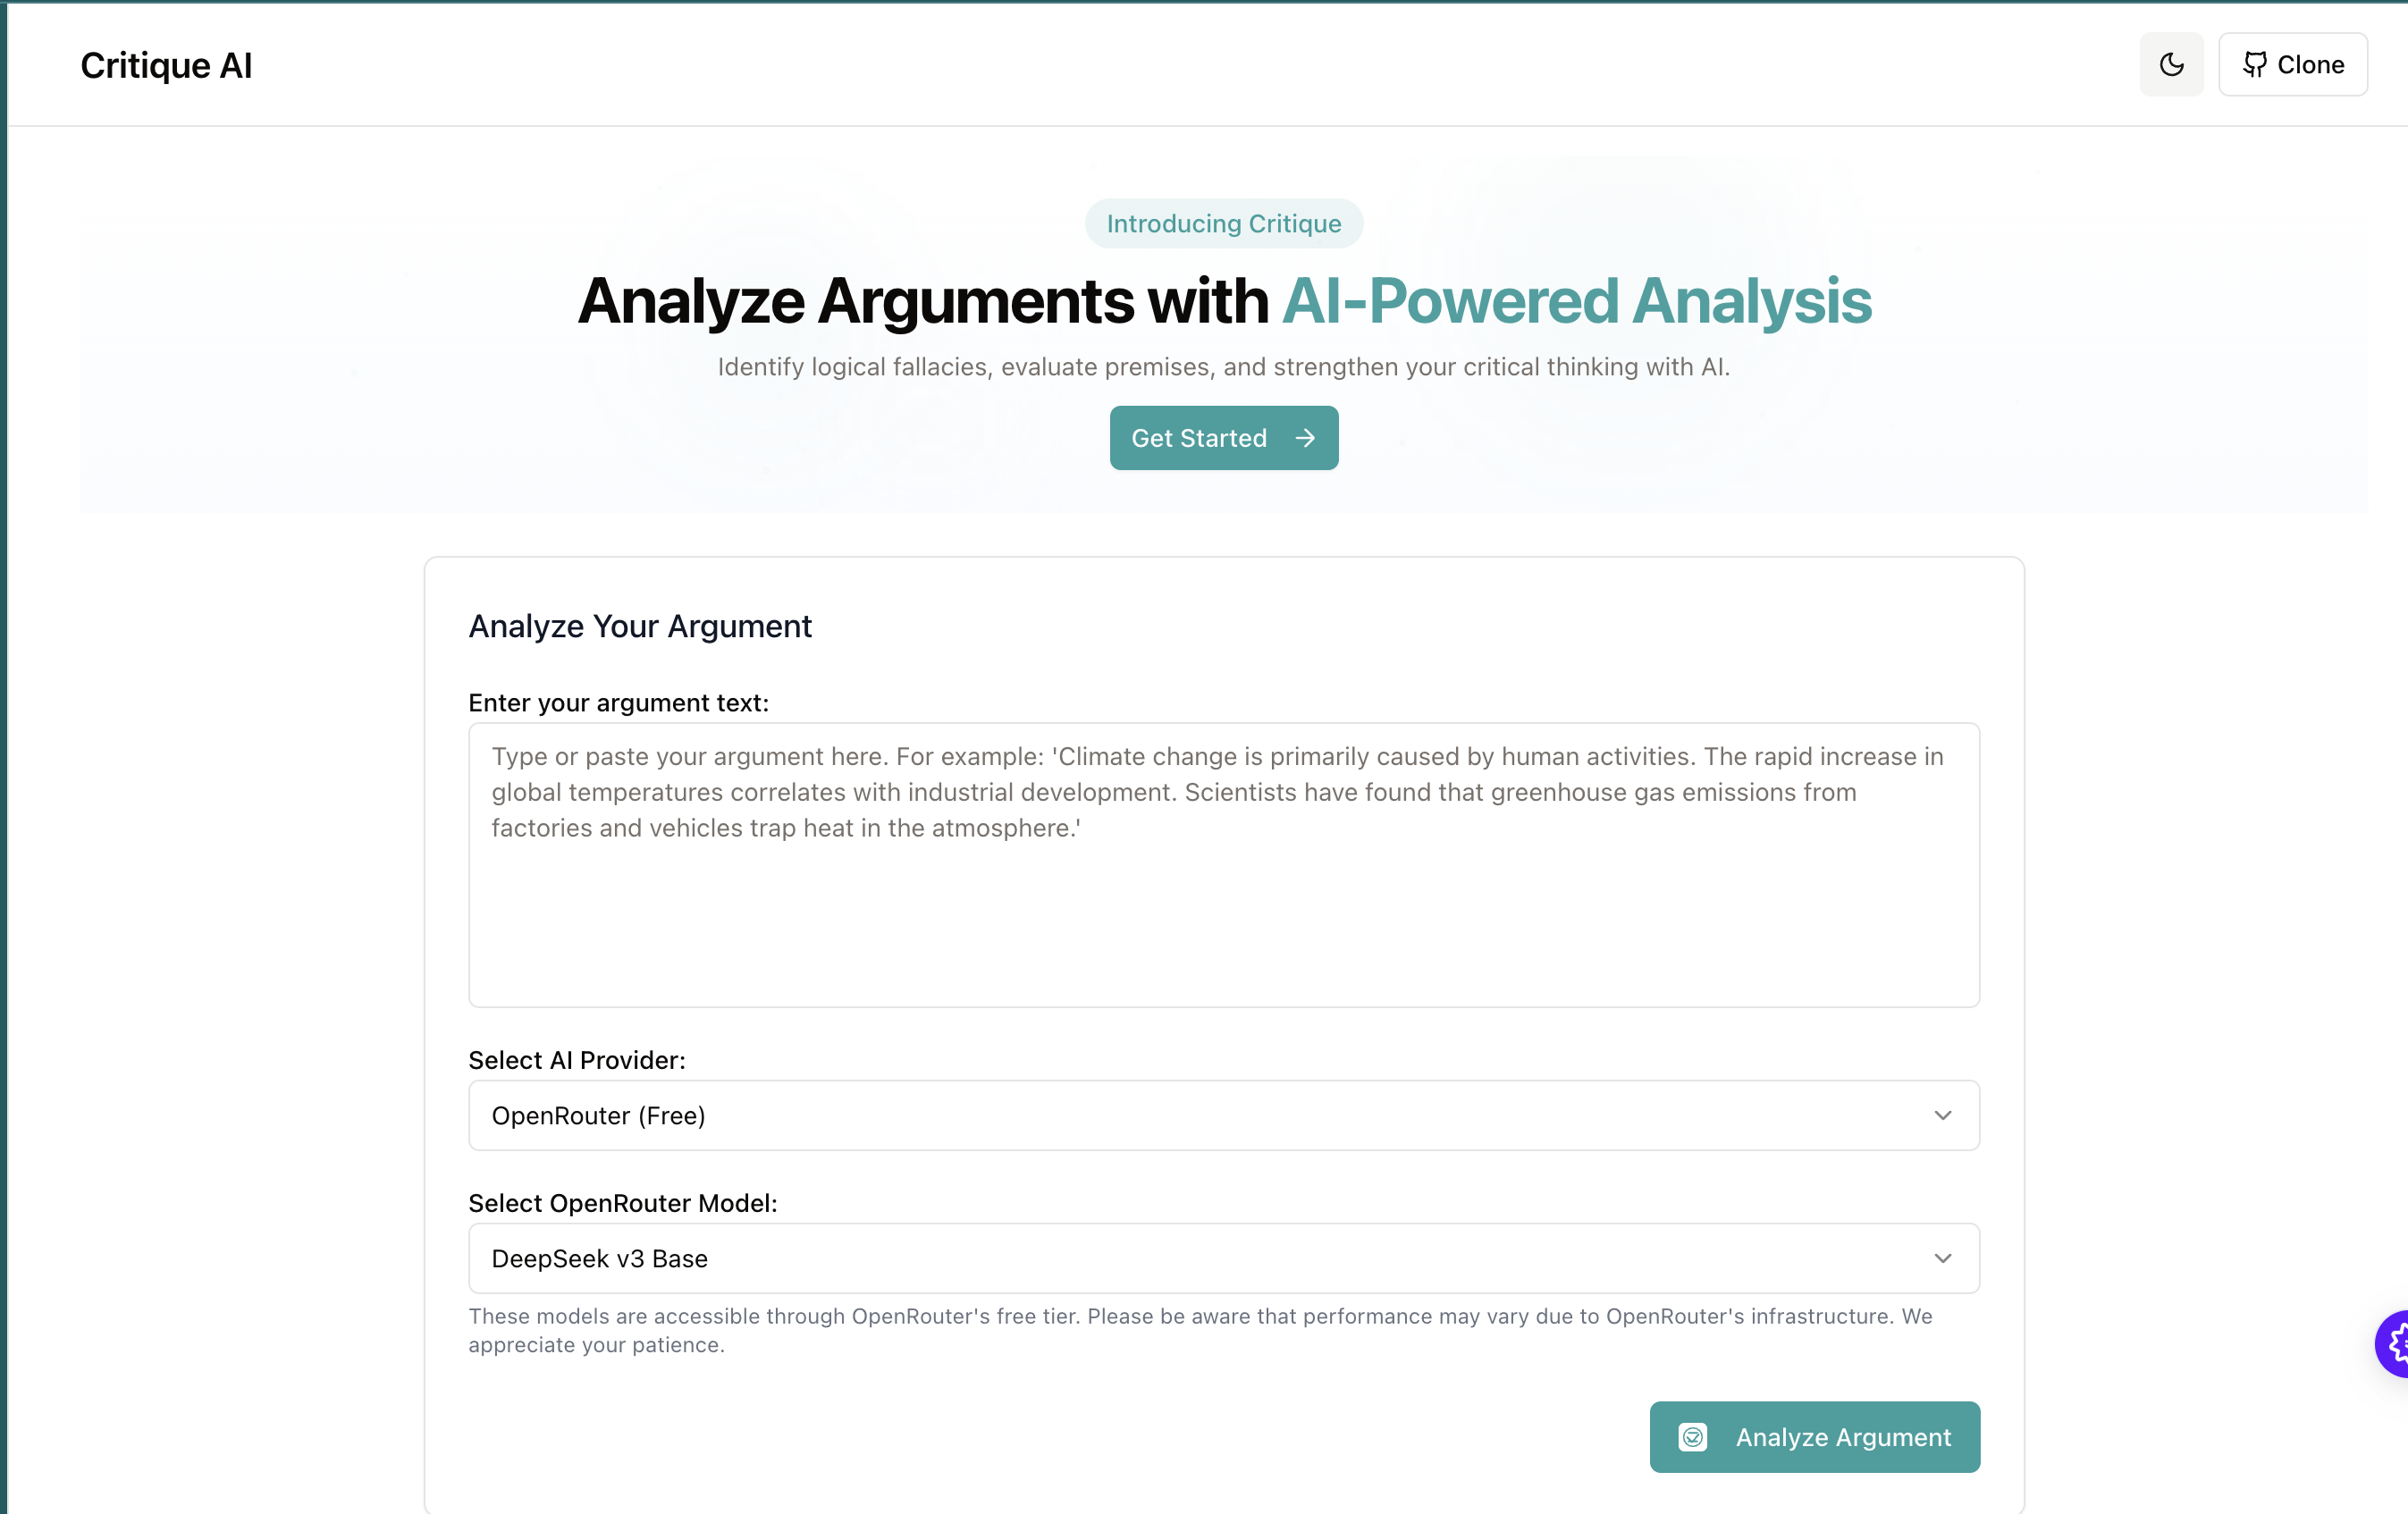 Critique AI
Clone
Introducing Critique
Analyze Arguments with AI-Powered Analysis
Identify logical fallacies, evaluate premises, and strengthen your critical thinking with AI.
Get Started
Analyze Your Argument
Enter your argument text:
Type or paste your argument here. For example: 'Climate change is primarily caused by human activities. The rapid increase in
global temperatures correlates with industrial development. Scientists have found that greenhouse gas emissions from
factories and vehicles trap heat in the atmosphere.'
Select AI Provider:
OpenRouter (Free)
Select OpenRouter Model:
DeepSeek v3 Base
These models are accessible through OpenRouter's free tier. Please be aware that performance may vary due to OpenRouter's infrastructure. We
appreciate your patience.
Analyze Argument